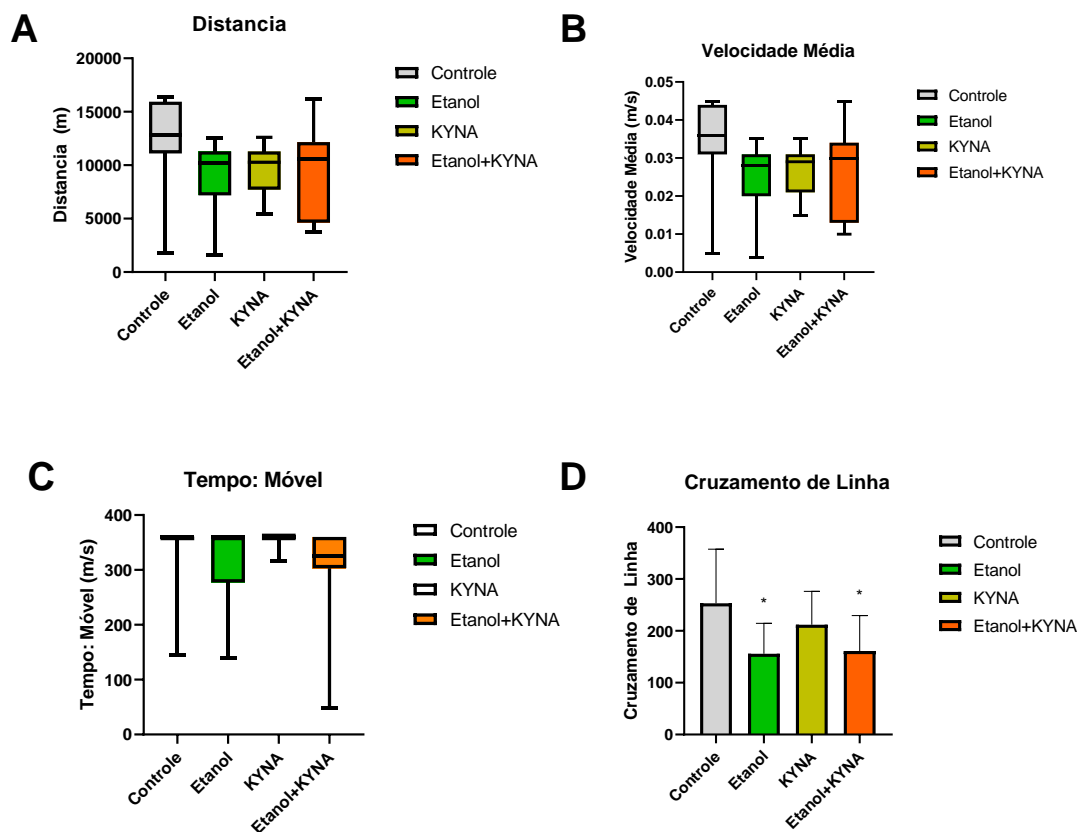 A
Distancia
Distancia (m)
20000
15000
10000
5000
0
Controle
Etanol
KYNA
Etanol+KYNA
Controle
Etanol
KYNA
Etanol+KYNA
B
Velocidade Média
Velocidade Média (m/s)
0.05
0.04
0.03
0.02
0.01
0.00
Controle
Etanol
KYNA
Etanol+KYNA
Controle
Etanol
KYNA
Etanol+KYNA
C
Tempo: Móvel
Tempo: Móvel (m/s)
400
300
200
100
0
Controle
Etanol
KYNA
Etanol+KYNA
Controle
Etanol
KYNA
Etanol+KYNA
D
Cruzamento de Linha
Cruzamento de Linha
400
300
200
100
0
*
*
Controle
Etanol
KYNA
Etanol+KYNA
Controle
Etanol
KYNA
Etanol+KYNA